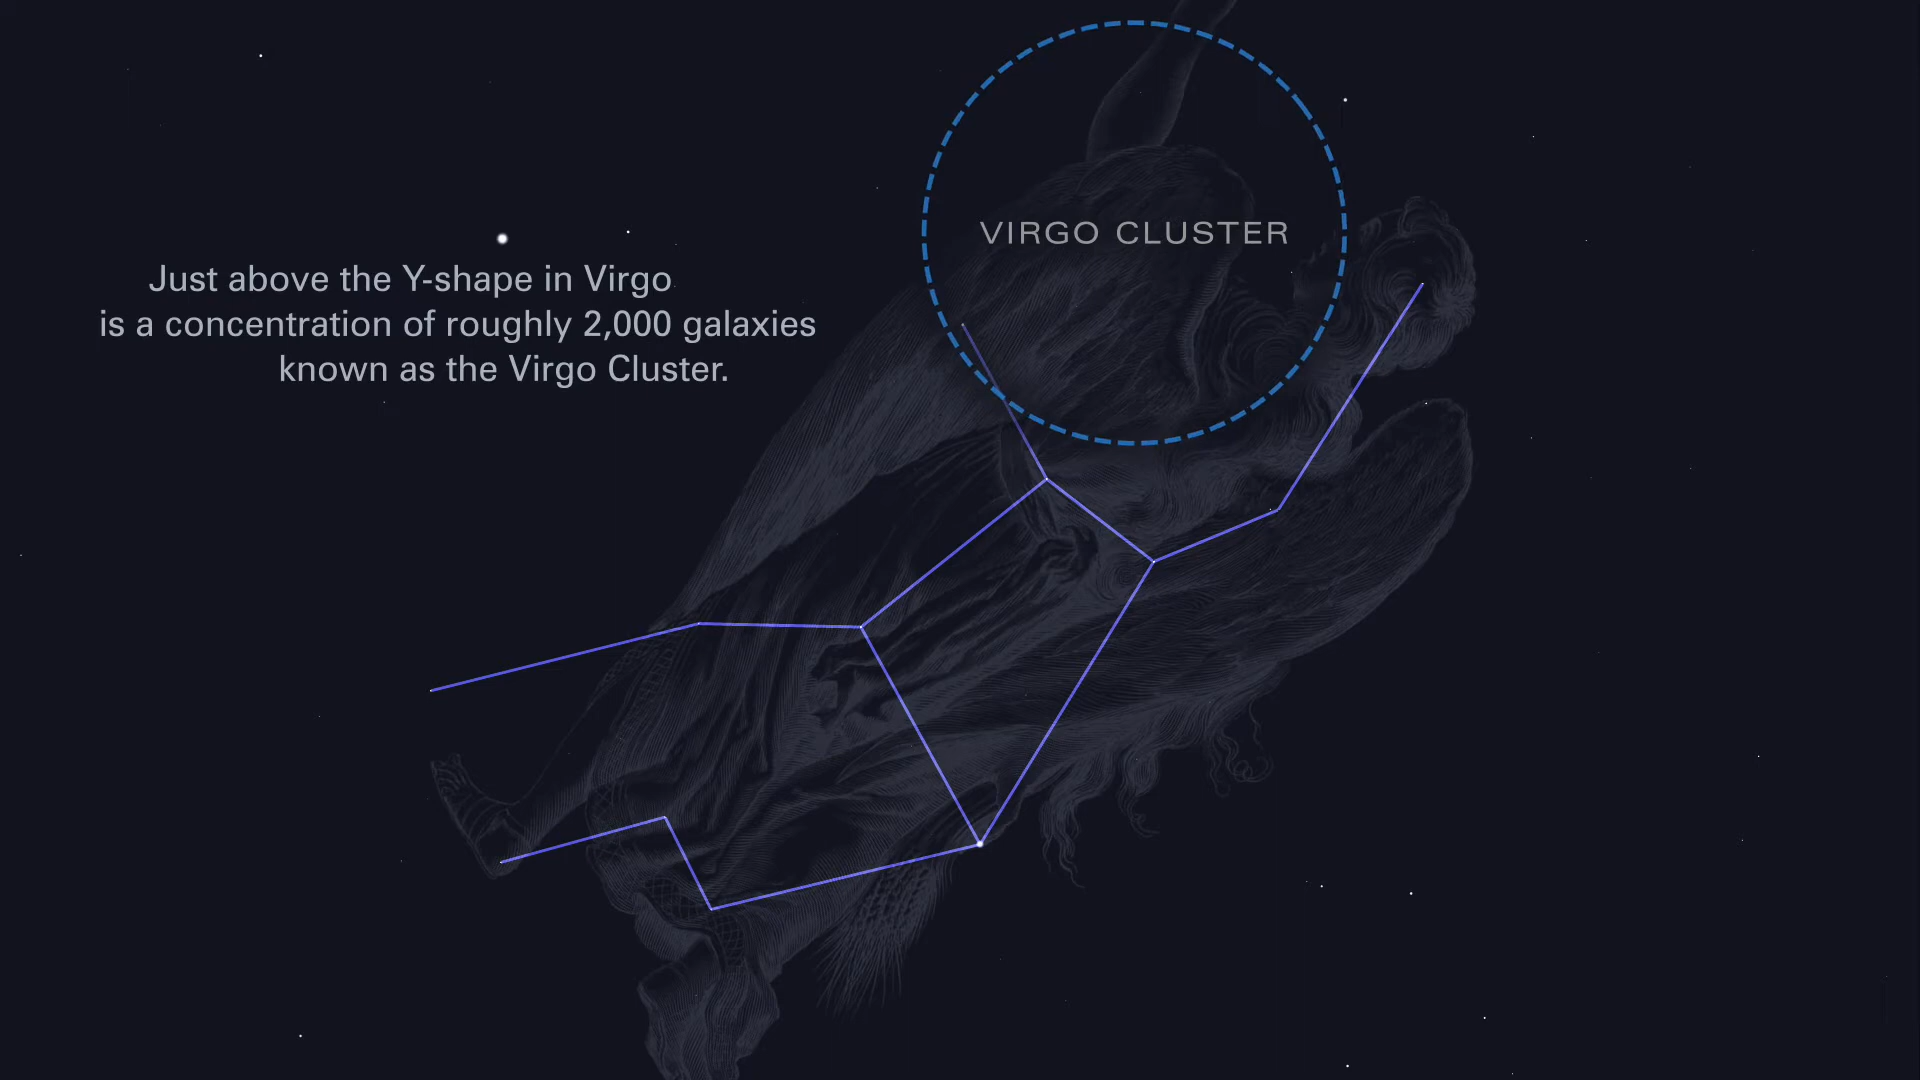 VIRGO CLUSTER
Just above the Y-shape in Virgo
is a concentration of roughly 2,000 galaxies
known as the Virgo Cluster.